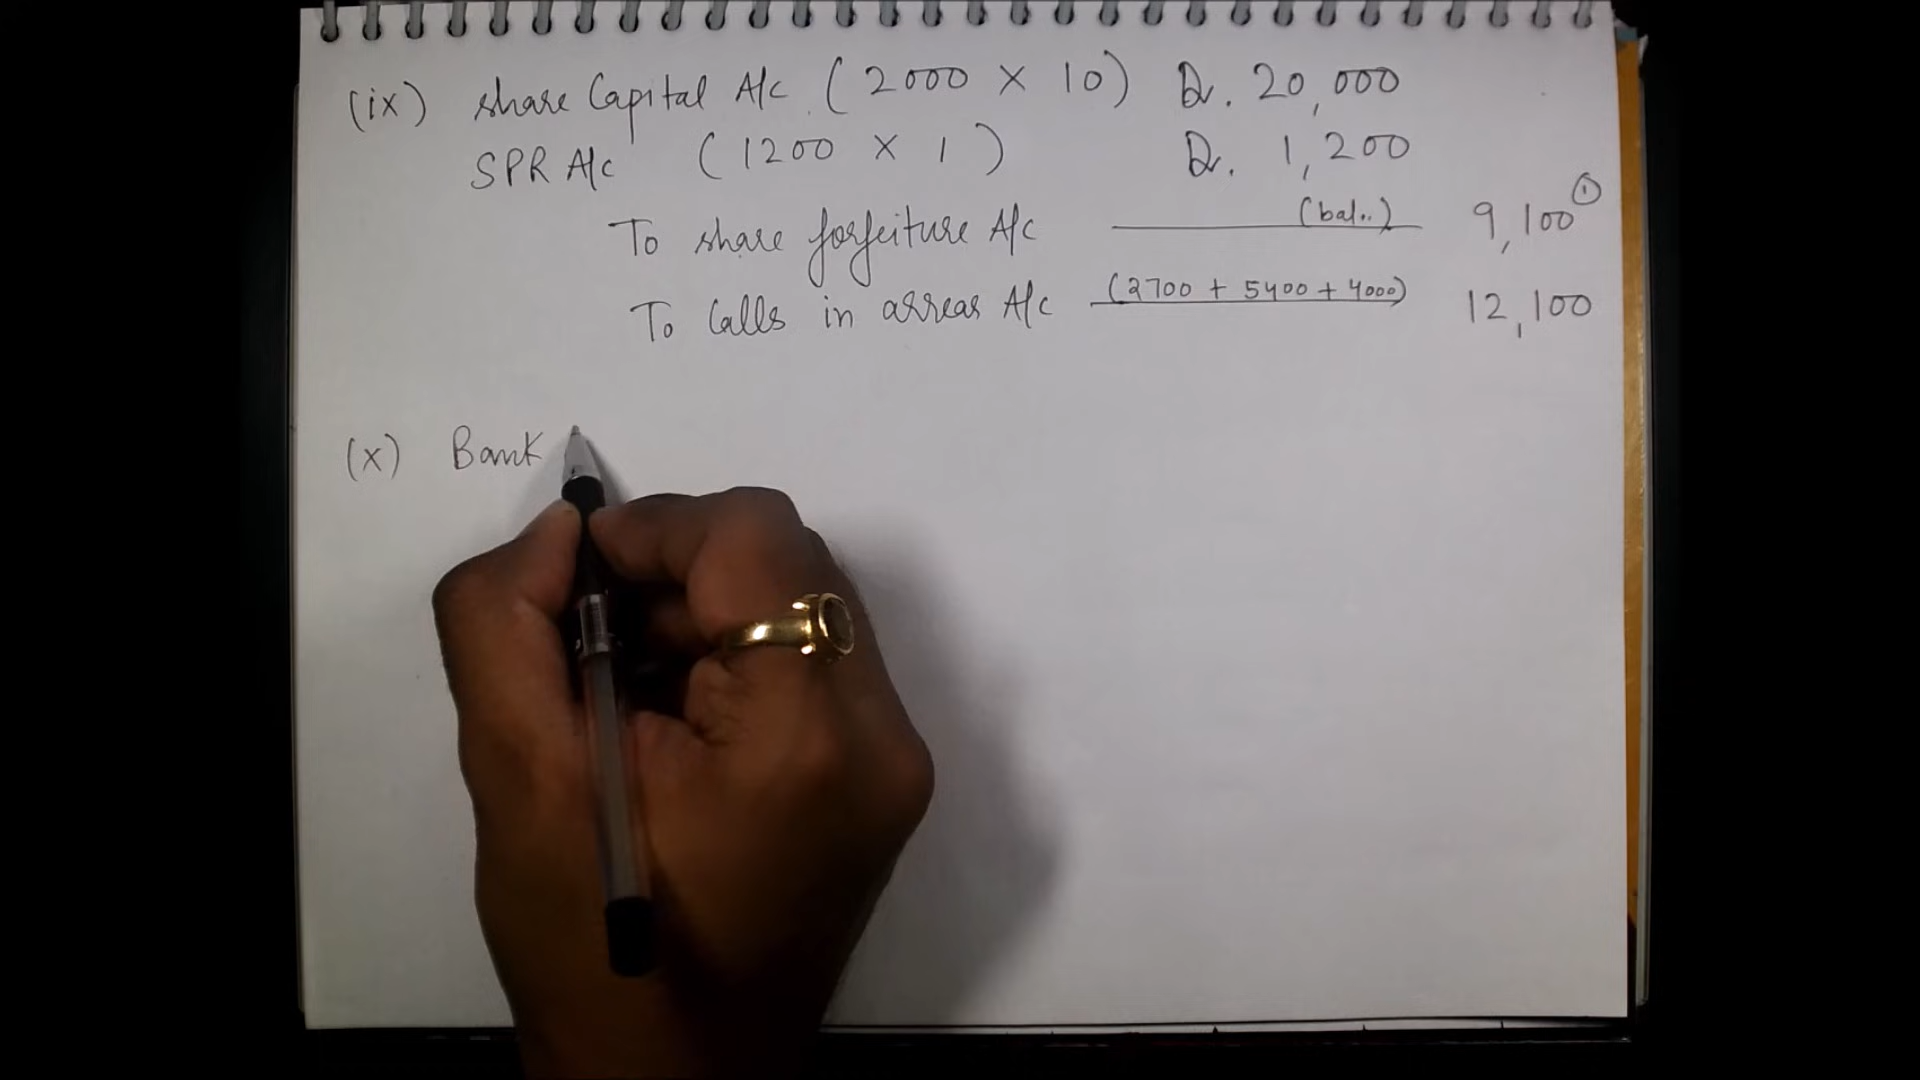 (ix) share Capital A/c (2000 × 10) Dr. 20,000
SPR A/c (1200 × 1) Dr. 1,200
To share forfeiture A/c (bal..) 9,100 ①
To Calls in arrears A/c (2700 + 5400 + 4000) 12,100
(x) Bank